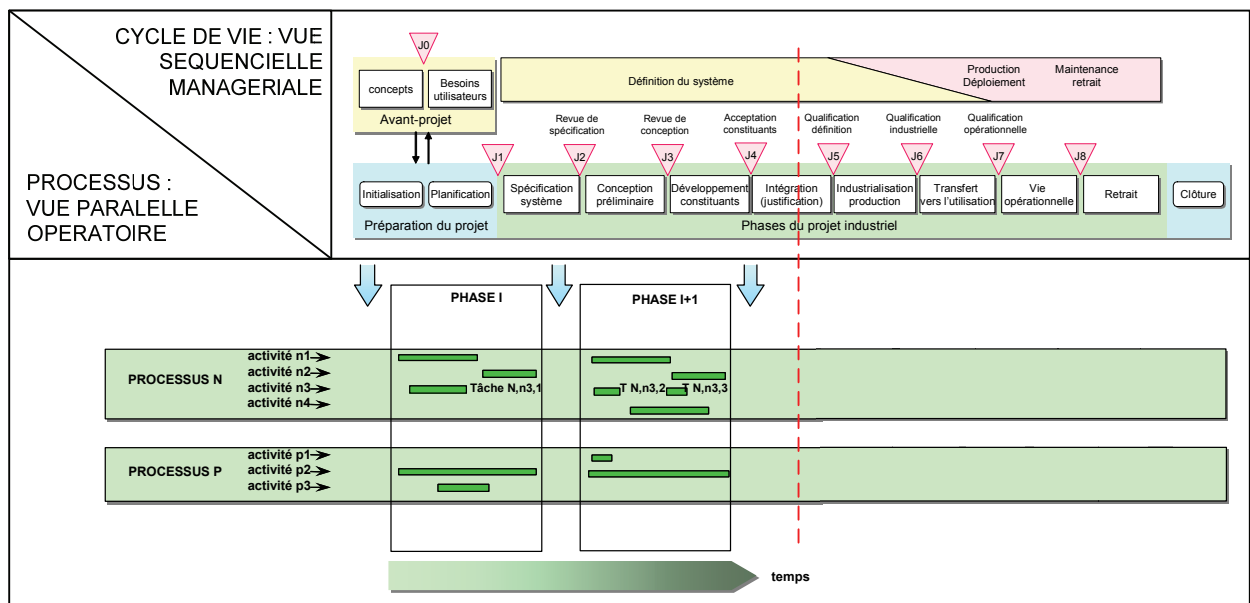 CYCLE DE VIE : VUE
SEQUENCIELLE
MANAGERIALE
PROCESSUS :
VUE PARALELLE
OPERATOIRE
J0
concepts
Besoins
utilisateurs
Avant-projet
Définition du système
Production
Déploiement
Maintenance
retrait
Revue de
spécification
Revue de
conception
Acceptation
constituants
Qualification
définition
Qualification
industrielle
Qualification
opérationnelle
J1
J2
J3
J4
J5
J6
J7
J8
Initialisation
Planification
Spécification
système
Conception
préliminaire
Développement
constituants
Intégration
(justification)
Industrialisation
production
Transfert
vers l'utilisation
Vie
opérationnelle
Retrait
Clôture
Préparation du projet
Phases du projet industriel
PHASE I
PHASE I+1
PROCESSUS N
activité n1
activité n2
activité n3
activité n4
Tâche N,n3,1
T N,n3,2
T N,n3,3
PROCESSUS P
activité p1
activité p2
activité p3
temps